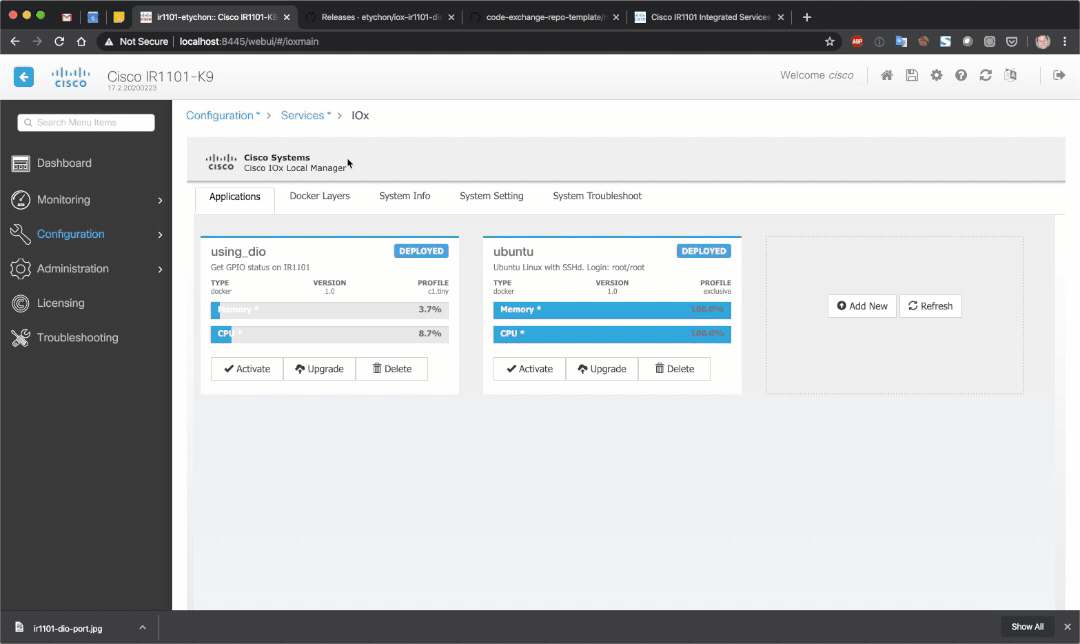 ir1101-etychon:: Cisco IR1101-K9
Releases · etychon/iox-ir1101-dio
code-exchange-repo-template/r
Cisco IR1101 Integrated Services
Not Secure | localhost:8445/webui/#/ioxmain
ABP
CISCO
Cisco IR1101-K9
17.2.20200223
Welcome cisco
Search Menu Items
Dashboard
Monitoring
Configuration
Administration
Licensing
Troubleshooting
Configuration > Services > IOx
CISCO
Cisco Systems
Cisco IOx Local Manager
Applications
Docker Layers
System Info
System Setting
System Troubleshoot
using_dio
DEPLOYED
Get GPIO status on IR1101
TYPE VERSION PROFILE
docker 1.0 c1.tiny
Memory * 3.7%
CPU * 8.7%
Activate Upgrade Delete
ubuntu
DEPLOYED
Ubuntu Linux with SSHd. Login: root/root
TYPE VERSION PROFILE
docker 1.0 exclusive
Memory * 100.0%
CPU * 100.0%
Activate Upgrade Delete
Add New Refresh
ir1101-dio-port.jpg
Show All